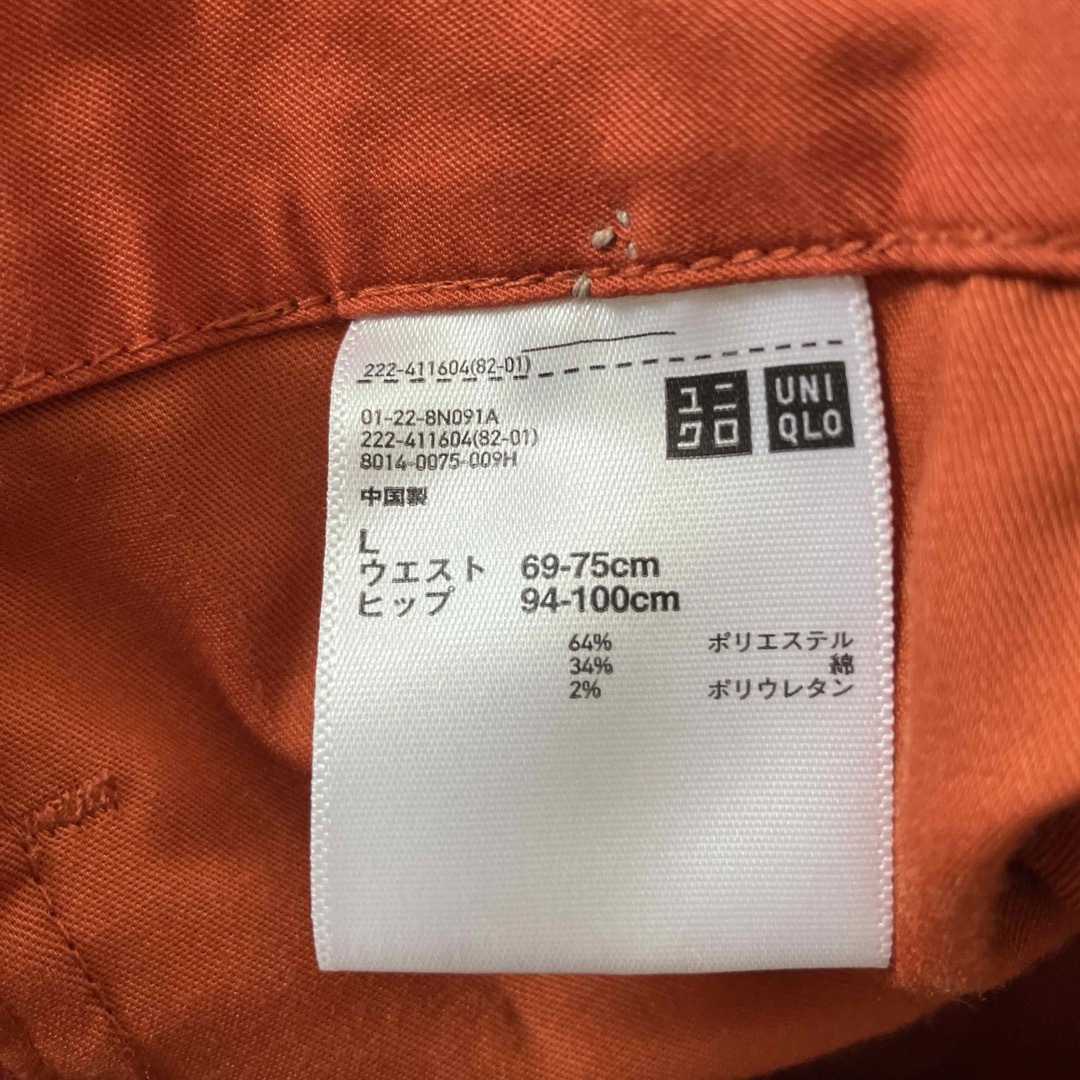 222-411604(82-01)
ユニクロ
UNIQLO
01-22-8N091A
222-411604(82-01)
8014-0075-009H
中国製
L
ウエスト 69-75cm
ヒップ 94-100cm
64% ポリエステル
34% 綿
2% ポリウレタン